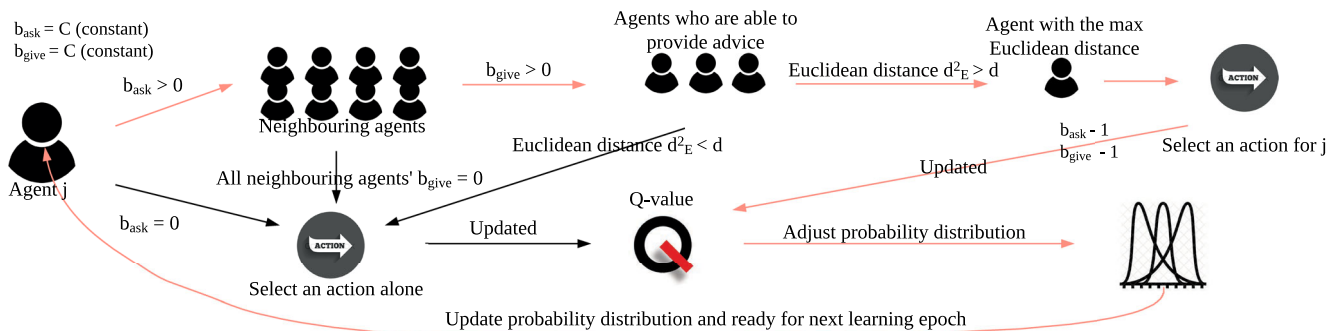 b_ask = C (constant)
b_give = C (constant)
b_ask > 0
Agent j
b_ask = 0
Neighbouring agents
All neighbouring agents' b_give = 0
ACTION
Select an action alone
b_give > 0
Agents who are able to
provide advice
Euclidean distance d²_E < d
Euclidean distance d²_E > d
Agent with the max
Euclidean distance
ACTION
Select an action for j
b_ask - 1
b_give - 1
Updated
Updated
Q-value
Adjust probability distribution
Update probability distribution and ready for next learning epoch